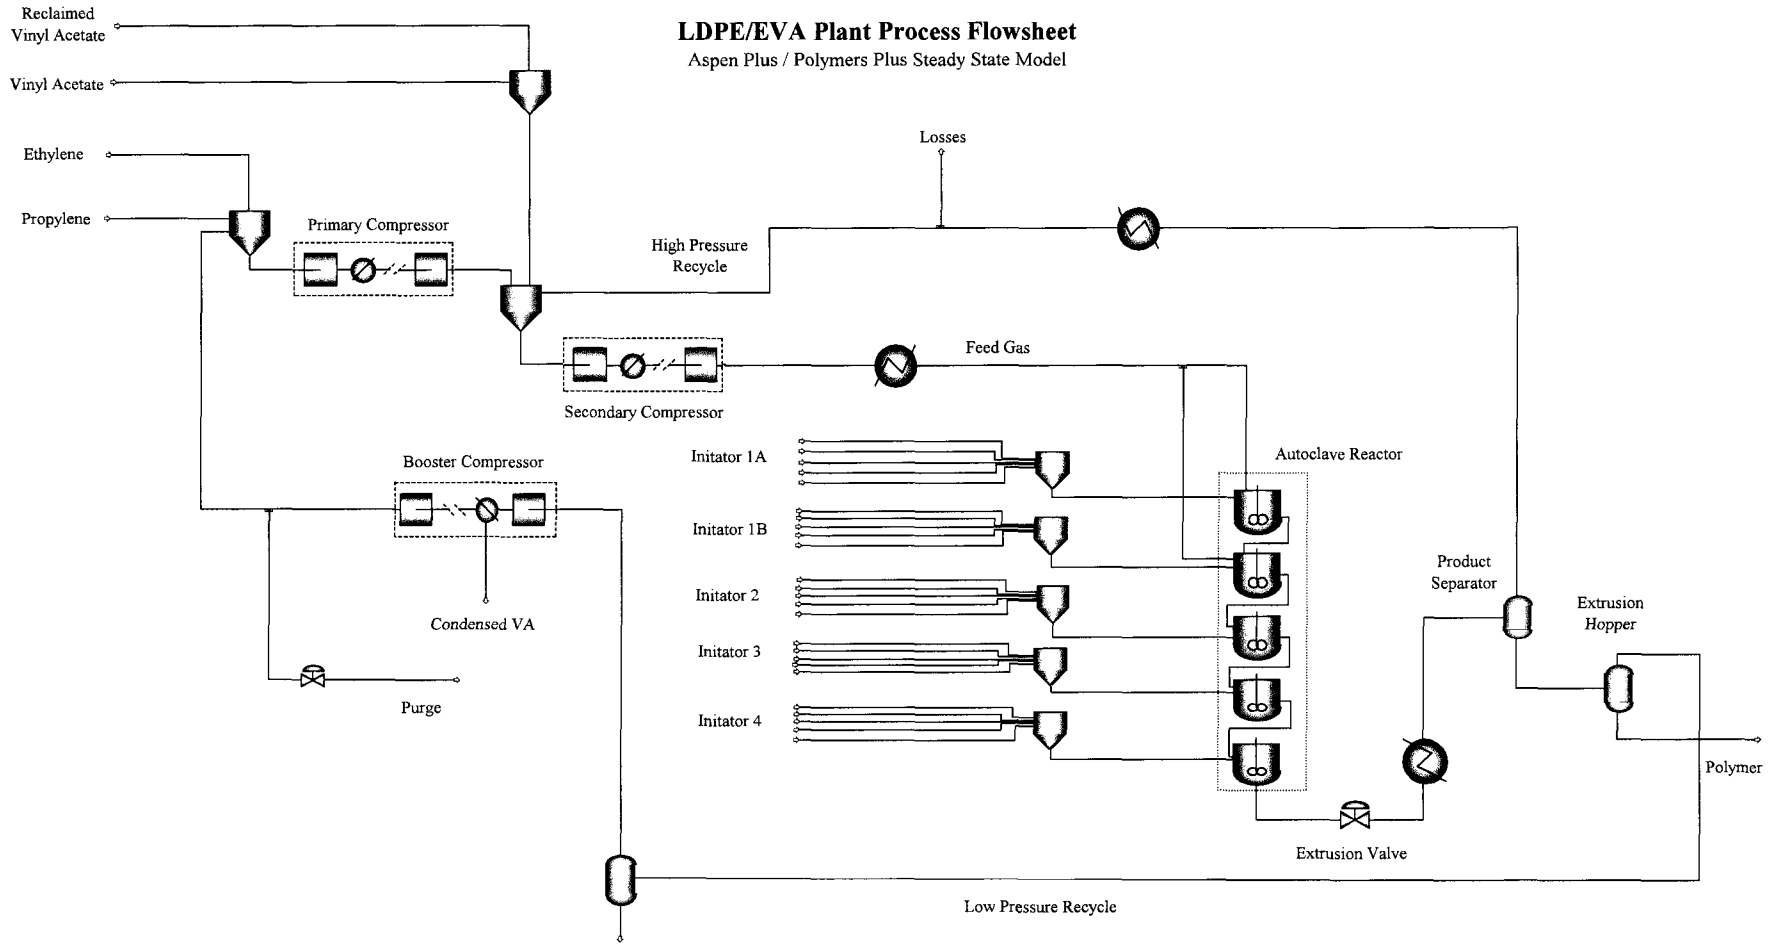 LDPE/EVA Plant Process Flowsheet
Aspen Plus / Polymers Plus Steady State Model
Reclaimed
Vinyl Acetate
Vinyl Acetate
Ethylene
Propylene
Primary Compressor
High Pressure
Recycle
Losses
Feed Gas
Secondary Compressor
Booster Compressor
Condensed VA
Purge
Initator 1A
Initator 1B
Initator 2
Initator 3
Initator 4
Autoclave Reactor
Product
Separator
Extrusion
Hopper
Polymer
Extrusion Valve
Low Pressure Recycle